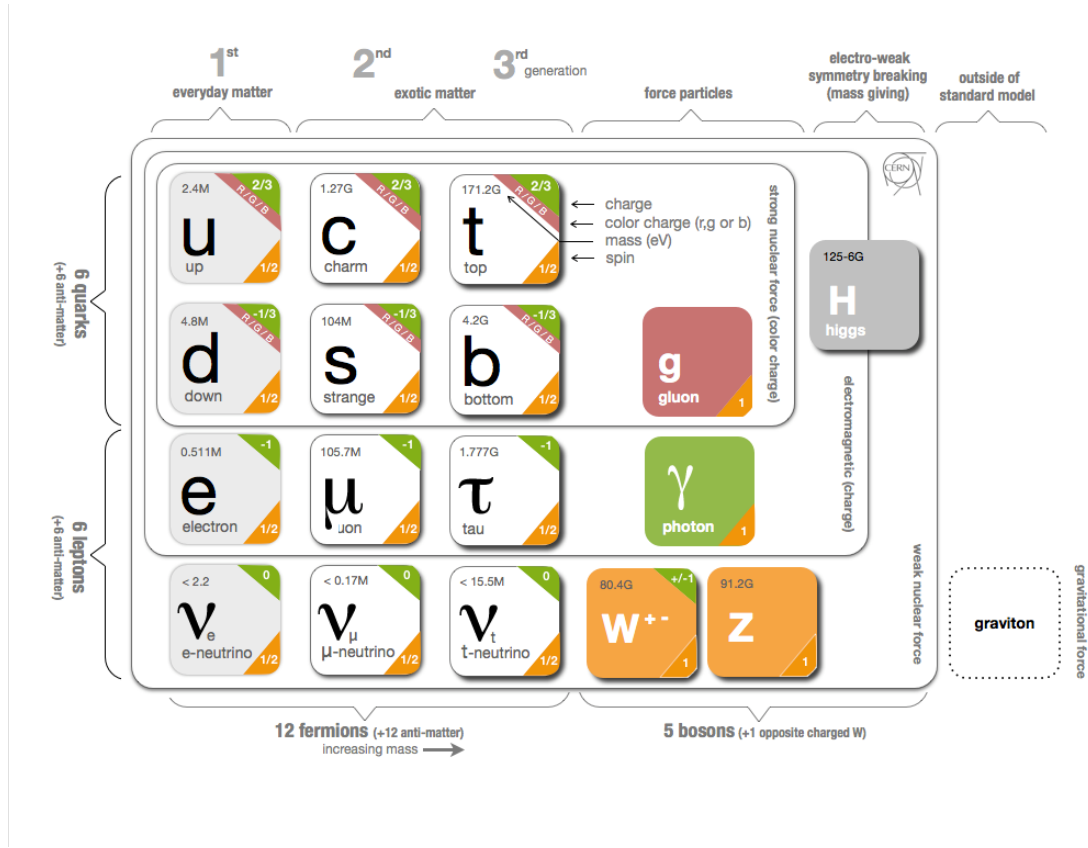 1st
2nd
3rd generation
everyday matter
exotic matter
force particles
electro-weak
symmetry breaking
(mass giving)
outside of
standard model
CERN
6 quarks
(+6 anti-matter)
2.4M
2/3
R/G/B
u
up
1/2
1.27G
2/3
R/G/B
c
charm
1/2
171.2G
2/3
R/G/B
t
top
1/2
charge
color charge (r,g or b)
mass (eV)
spin
strong nuclear force (color charge)
125-6G
H
higgs
4.8M
-1/3
R/G/B
d
down
1/2
104M
-1/3
R/G/B
s
strange
1/2
4.2G
-1/3
R/G/B
b
bottom
1/2
g
gluon
1
electromagnetic (charge)
6 leptons
(+6 anti-matter)
0.511M
-1
e
electron
1/2
105.7M
-1
μ
uon
1/2
1.777G
-1
τ
tau
1/2
γ
photon
1
weak nuclear force
< 2.2
0
νe
e-neutrino
1/2
< 0.17M
0
νμ
μ-neutrino
1/2
< 15.5M
0
νt
t-neutrino
1/2
80.4G
+/-1
W+-
1
91.2G
Z
1
graviton
gravitational force
12 fermions (+12 anti-matter)
increasing mass
5 bosons (+1 opposite charged W)